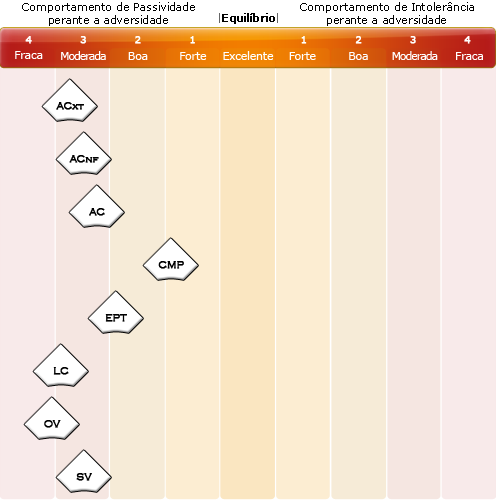 Comportamento de Passividade
perante a adversidade
|Equilíbrio|
Comportamento de Intolerância
perante a adversidade
4 3 2 1 1 2 3 4
Fraca Moderada Boa Forte Excelente Forte Boa Moderada Fraca
ACXT
ACNF
AC
CMP
EPT
LC
OV
SV